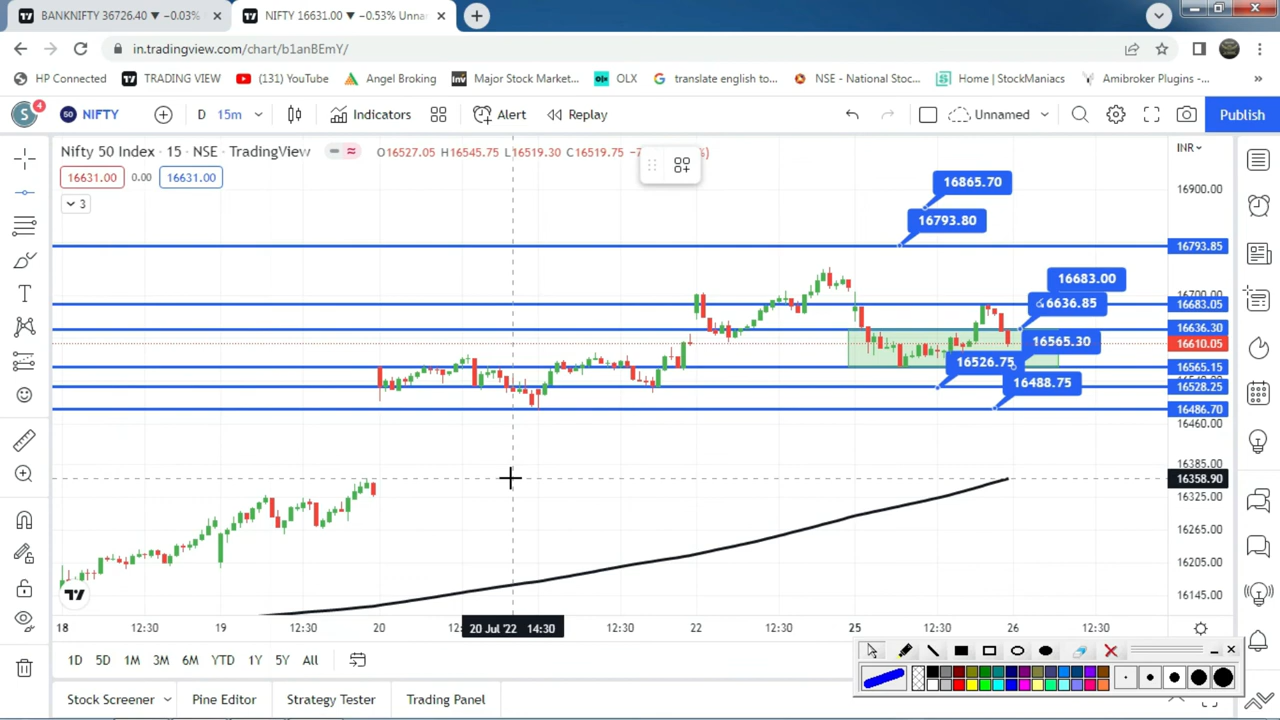 BANKNIFTY 36726.40 ▼ −0.03%
NIFTY 16631.00 ▼ −0.53% Unna
in.tradingview.com/chart/b1anBEmY/
HP Connected TRADING VIEW (131) YouTube Angel Broking Major Stock Market... OLX translate english to... NSE - National Stoc... Home | StockManiacs Amibroker Plugins -... »
S 4 50 NIFTY D 15m Indicators Alert Replay Unnamed Publish
Nifty 50 Index · 15 · NSE · TradingView O16527.05 H16545.75 L16519.30 C16519.75
INR
16631.00 0.00 16631.00
3
16865.70
16900.00
16793.80
16793.85
16683.00
16700.00
16636.85
16683.05
16636.30
16565.30
16610.05
16526.75
16565.15
16488.75
16528.25
16486.70
16460.00
16385.00
16358.90
16325.00
16265.00
16205.00
16145.00
18 12:30 19 12:30 20 20 Jul '22 14:30 12:30 22 12:30 25 12:30 26 12:30
1D 5D 1M 3M 6M YTD 1Y 5Y All
Stock Screener Pine Editor Strategy Tester Trading Panel